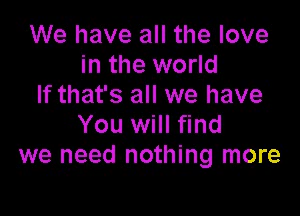 We have all the love
in the world
If that's all we have
You will find
we need nothing more